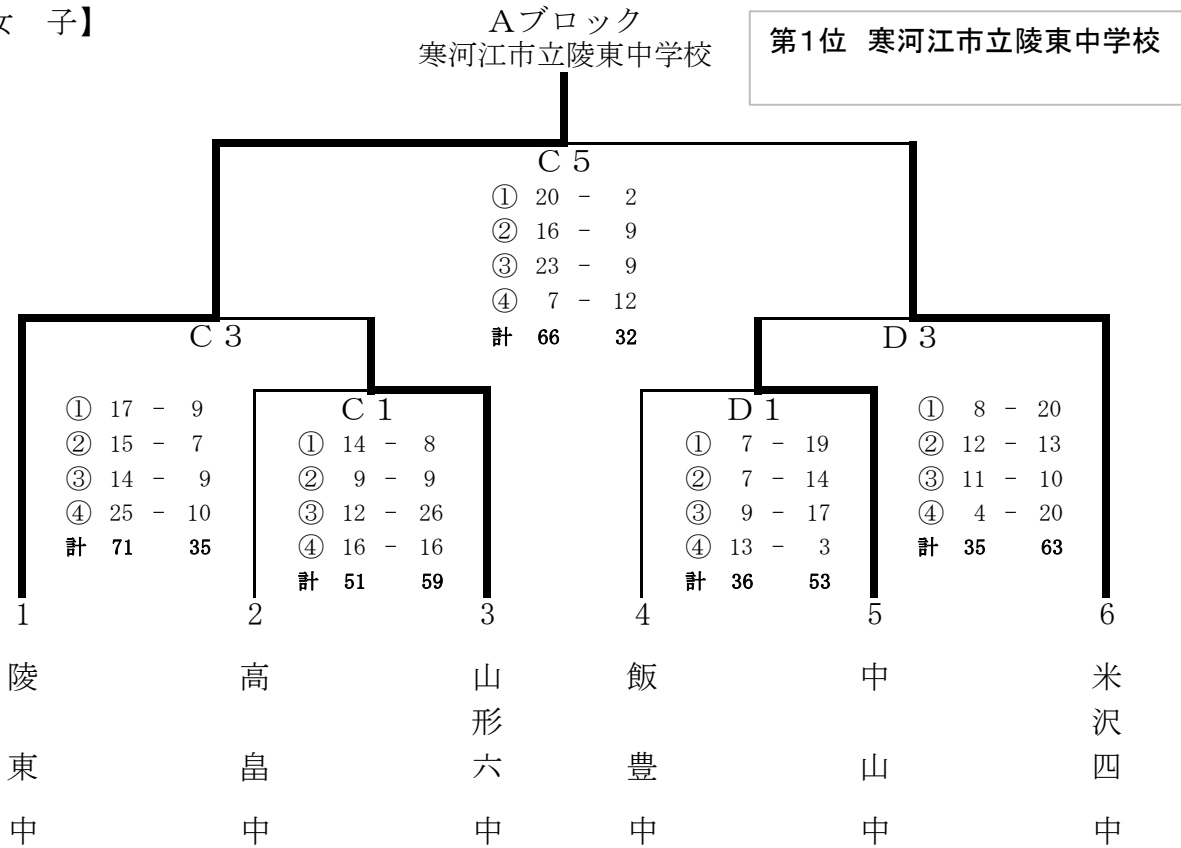 女　子】
Aブロック
寒河江市立陵東中学校
第1位　寒河江市立陵東中学校
C５
① 20 - 2
② 16 - 9
③ 23 - 9
④ 7 - 12
計 66 32
C３
① 17 - 9
② 15 - 7
③ 14 - 9
④ 25 - 10
計 71 35
C１
① 14 - 8
② 9 - 9
③ 12 - 26
④ 16 - 16
計 51 59
D１
① 7 - 19
② 7 - 14
③ 9 - 17
④ 13 - 3
計 36 53
D３
① 8 - 20
② 12 - 13
③ 11 - 10
④ 4 - 20
計 35 63
1 2 3 4 5 6
陵東中
高畠中
山形六中
飯豊中
中山中
米沢四中